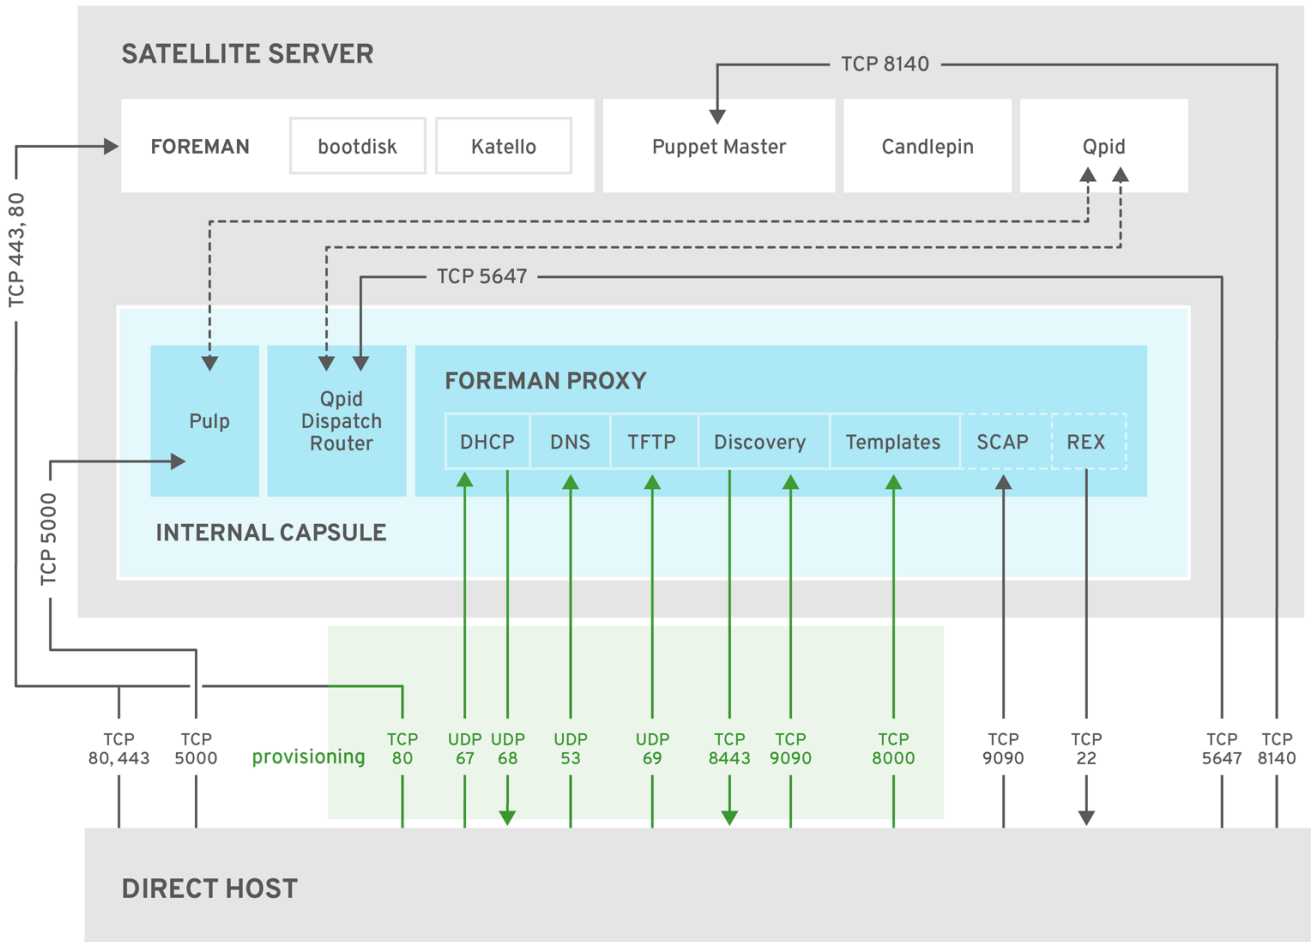 SATELLITE SERVER
TCP 8140
FOREMAN
bootdisk
Katello
Puppet Master
Candlepin
Qpid
TCP 443, 80
TCP 5647
Pulp
Qpid
Dispatch
Router
FOREMAN PROXY
DHCP
DNS
TFTP
Discovery
Templates
SCAP
REX
INTERNAL CAPSULE
TCP 5000
TCP
80, 443
TCP
5000
provisioning
TCP
80
UDP
67
UDP
68
UDP
53
UDP
69
TCP
8443
TCP
9090
TCP
8000
TCP
9090
TCP
22
TCP
5647
TCP
8140
DIRECT HOST